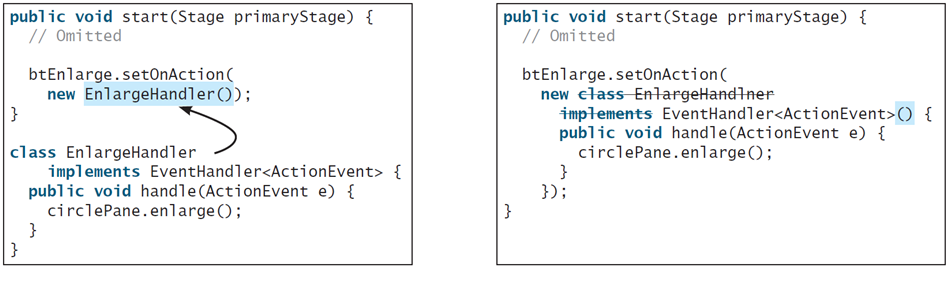 public void start(Stage primaryStage) {
// Omitted
btEnlarge.setOnAction(
new EnlargeHandler());
}
class EnlargeHandler
implements EventHandler<ActionEvent> {
public void handle(ActionEvent e) {
circlePane.enlarge();
}
}
public void start(Stage primaryStage) {
// Omitted
btEnlarge.setOnAction(
new class EnlargeHandlner
implements EventHandler<ActionEvent>() {
public void handle(ActionEvent e) {
circlePane.enlarge();
}
});
}